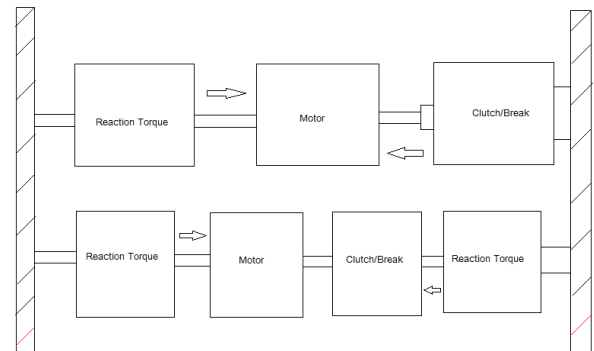 Reaction Torque
Motor
Clutch/Break
Reaction Torque
Motor
Clutch/Break
Reaction Torque